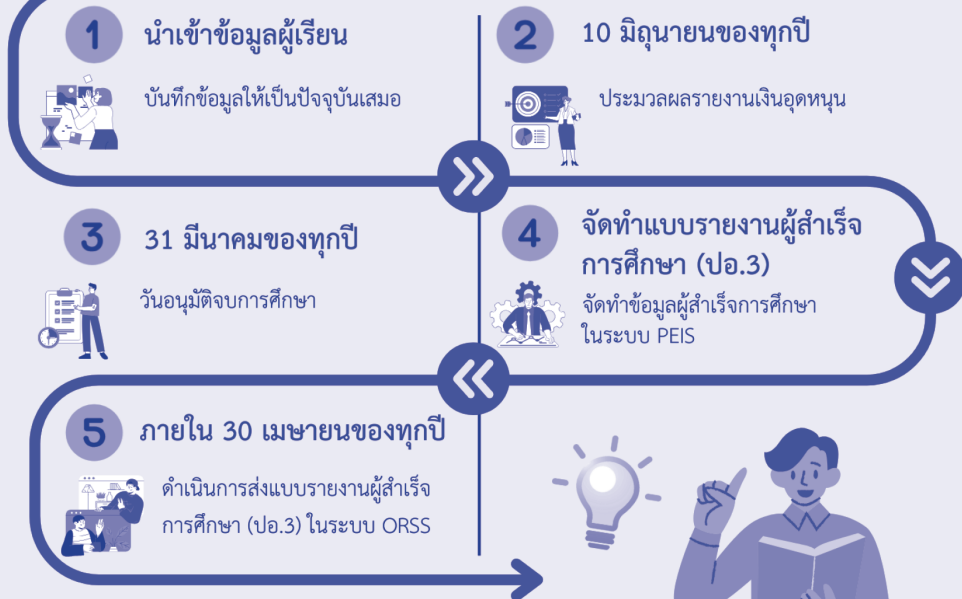 1
นำเข้าข้อมูลผู้เรียน
บันทึกข้อมูลให้เป็นปัจจุบันเสมอ
2
10 มิถุนายนของทุกปี
ประมวลผลรายงานเงินอุดหนุน
3
31 มีนาคมของทุกปี
วันอนุมัติจบการศึกษา
4
จัดทำแบบรายงานผู้สำเร็จ
การศึกษา (ปอ.3)
จัดทำข้อมูลผู้สำเร็จการศึกษา
ในระบบ PEIS
5
ภายใน 30 เมษายนของทุกปี
ดำเนินการส่งแบบรายงานผู้สำเร็จ
การศึกษา (ปอ.3) ในระบบ ORSS